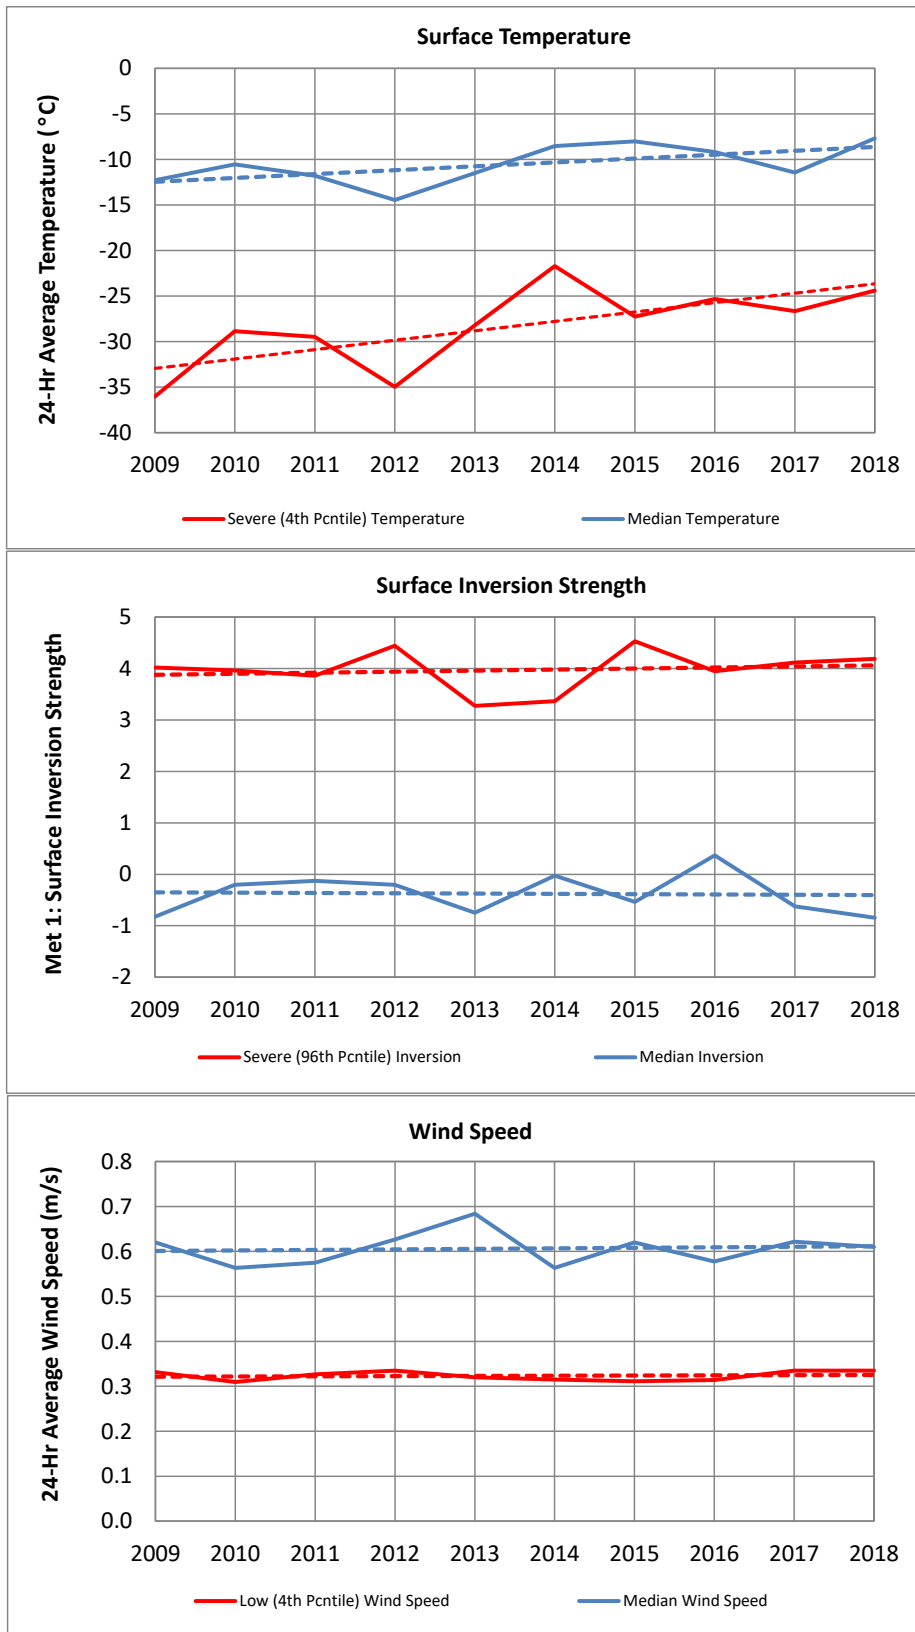 Surface Temperature
24-Hr Average Temperature (°C)
0
-5
-10
-15
-20
-25
-30
-35
-40
2009 2010 2011 2012 2013 2014 2015 2016 2017 2018
Severe (4th Pcntile) Temperature Median Temperature
Surface Inversion Strength
Met 1: Surface Inversion Strength
5
4
3
2
1
0
-1
-2
2009 2010 2011 2012 2013 2014 2015 2016 2017 2018
Severe (96th Pcntile) Inversion Median Inversion
Wind Speed
24-Hr Average Wind Speed (m/s)
0.8
0.7
0.6
0.5
0.4
0.3
0.2
0.1
0.0
2009 2010 2011 2012 2013 2014 2015 2016 2017 2018
Low (4th Pcntile) Wind Speed Median Wind Speed